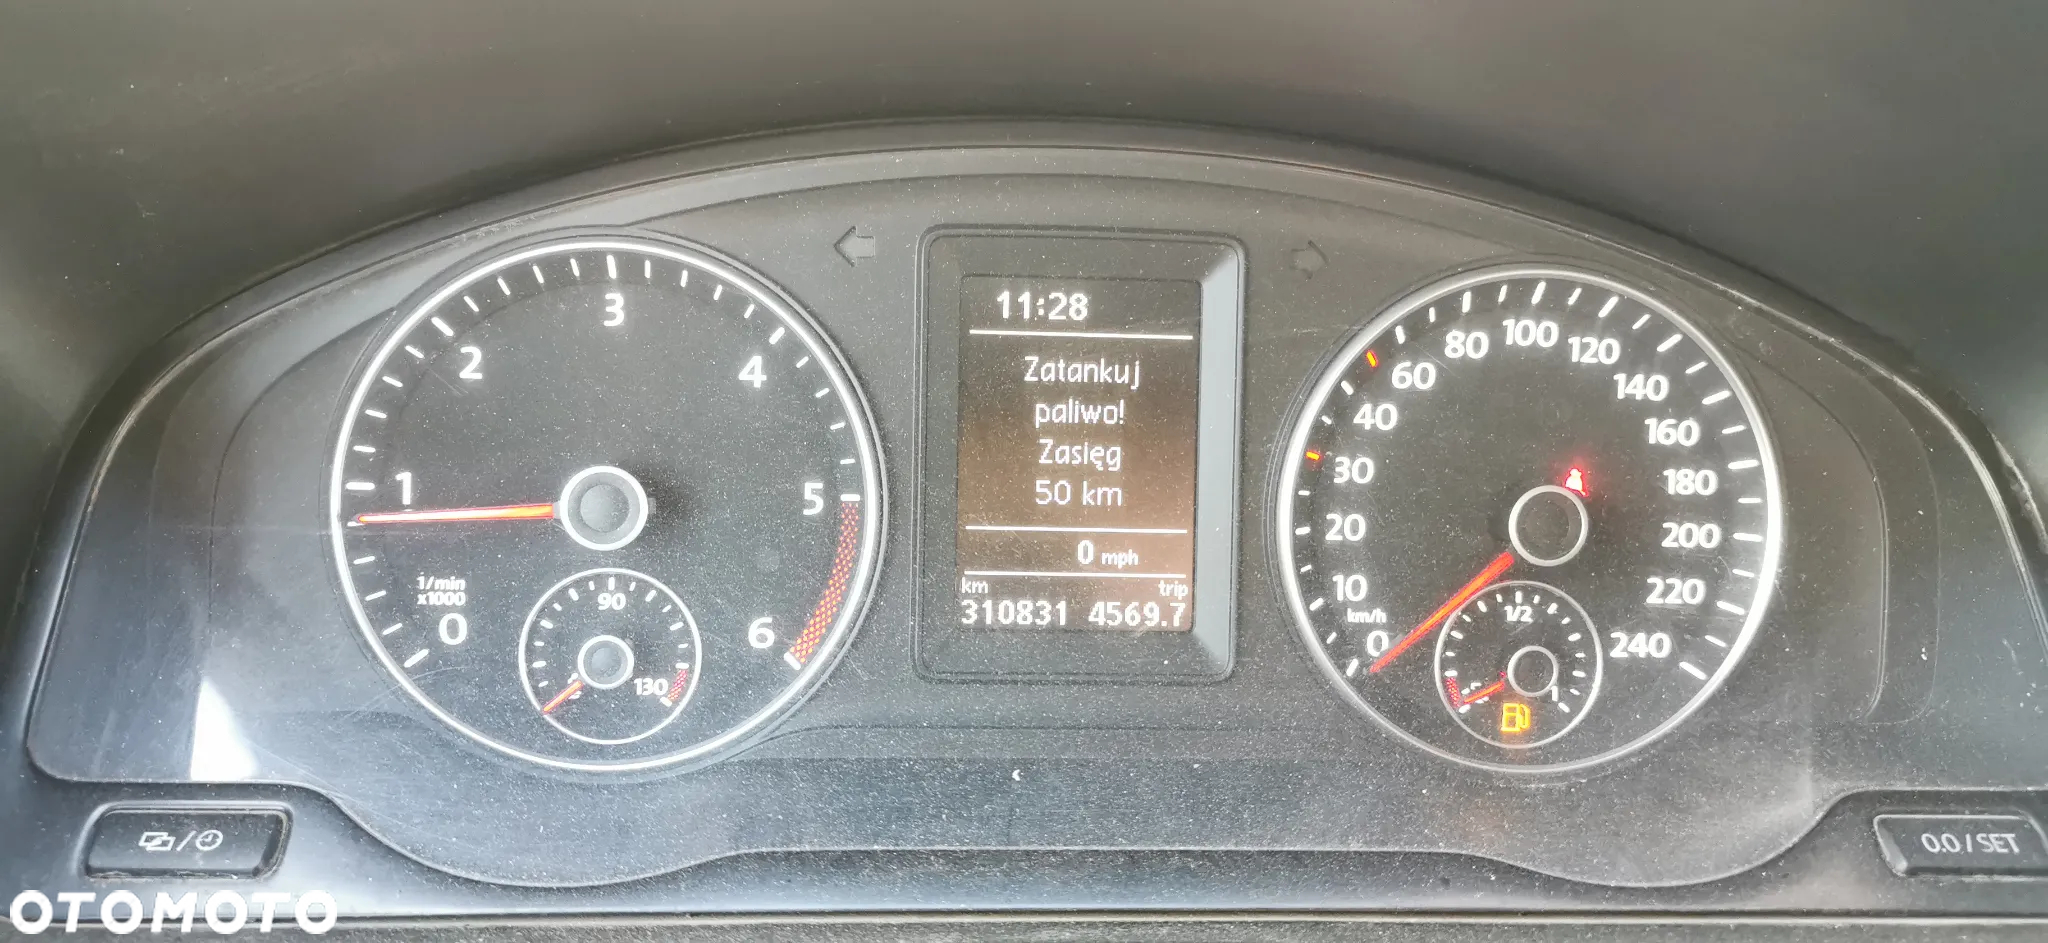 11:28
Zatankuj
paliwo!
Zasięg
50 km
0 mph
km trip
310831 4569.7
0 1 2 3 4 5 6
1/min
x1000
90
130
0 10 20 30 40 60 80 100 120 140 160 180 200 220 240
km/h
1/2
1
0.0 / SET
OTOMOTO